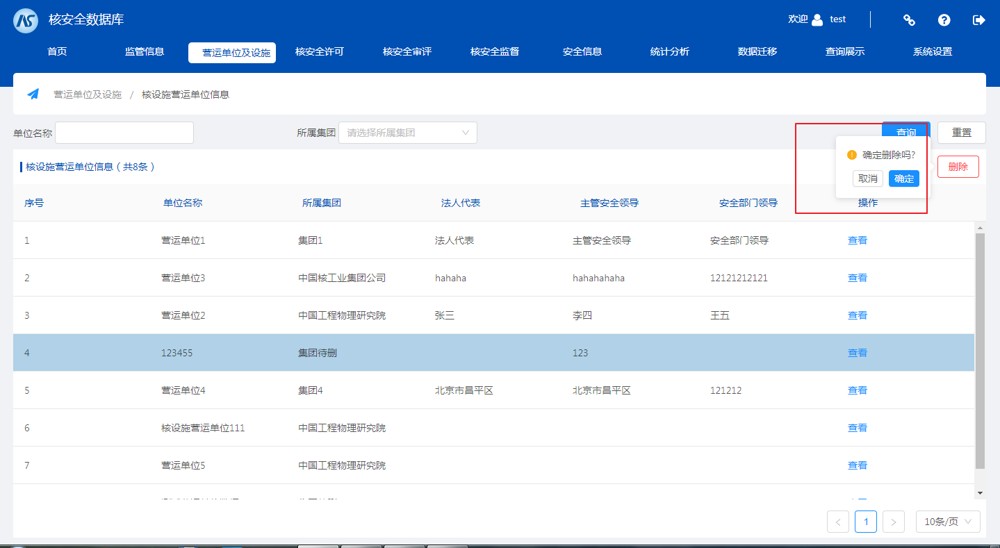 核安全数据库
欢迎 test
首页 监管信息 营运单位及设施 核安全许可 核安全审评 核安全监督 安全信息 统计分析 数据迁移 查询展示 系统设置
营运单位及设施 / 核设施营运单位信息
单位名称 所属集团 请选择所属集团 查询 重置
核设施营运单位信息（共8条） 确定删除吗? 删除
取消 确定
序号 单位名称 所属集团 法人代表 主管安全领导 安全部门领导 操作
1 营运单位1 集团1 法人代表 主管安全领导 安全部门领导 查看
2 营运单位3 中国核工业集团公司 hahaha hahahahaha 12121212121 查看
3 营运单位2 中国工程物理研究院 张三 李四 王五 查看
4 123455 集团待删 123 查看
5 营运单位4 集团4 北京市昌平区 北京市昌平区 121212 查看
6 核设施营运单位111 中国工程物理研究院 查看
7 营运单位5 中国工程物理研究院 查看
< 1 > 10条/页